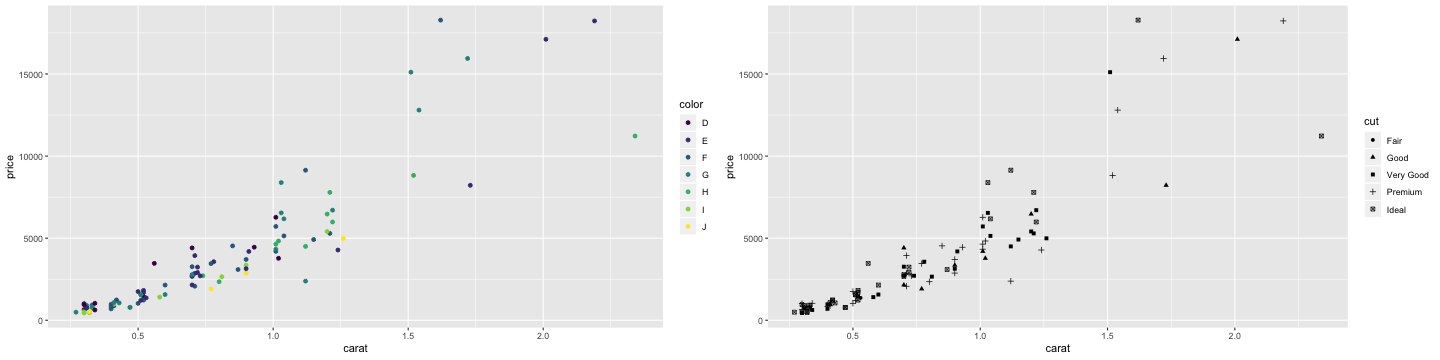 price
15000
10000
5000
0
0.5 1.0 1.5 2.0
carat
color
D
E
F
G
H
I
J
price
15000
10000
5000
0
0.5 1.0 1.5 2.0
carat
cut
Fair
Good
Very Good
Premium
Ideal